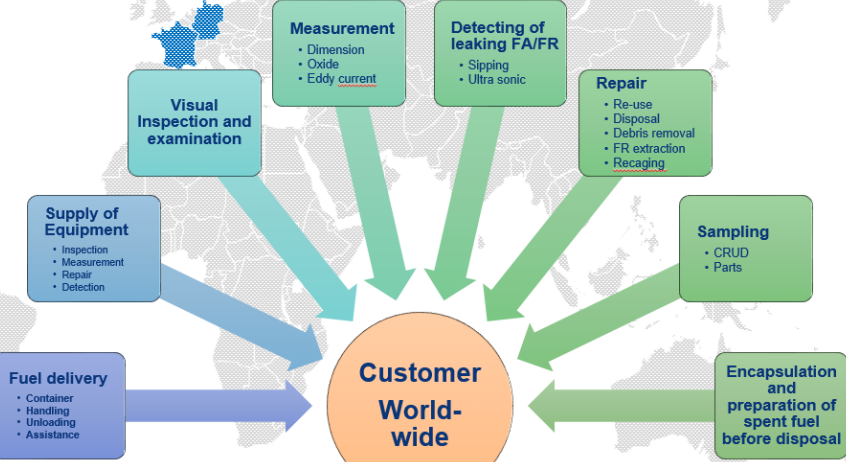 Measurement
• Dimension
• Oxide
• Eddy current
Detecting of
leaking FA/FR
• Sipping
• Ultra sonic
Visual
Inspection and
examination
Repair
• Re-use
• Disposal
• Debris removal
• FR extraction
• Recaging
Supply of
Equipment
• Inspection
• Measurement
• Repair
• Detection
Sampling
• CRUD
• Parts
Fuel delivery
• Container
• Handling
• Unloading
• Assistance
Customer
World-
wide
Encapsulation
and
preparation of
spent fuel
before disposal